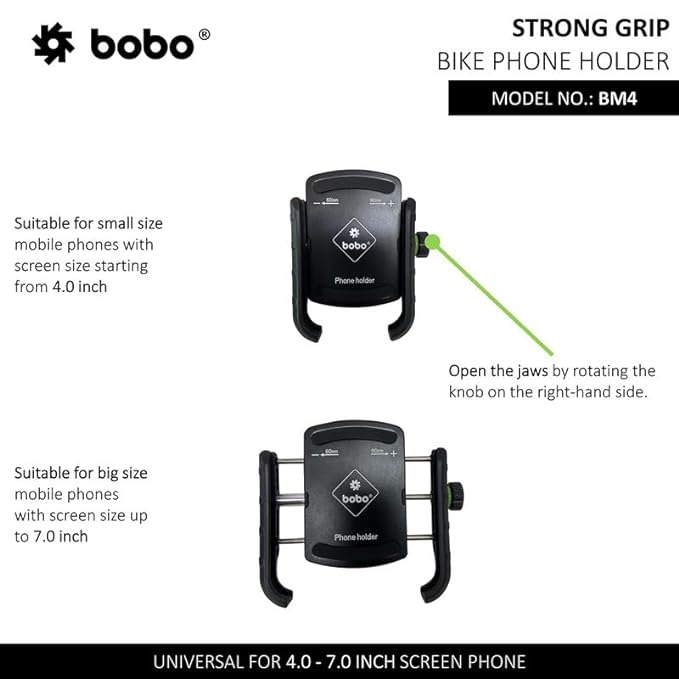 bobo®
STRONG GRIP
BIKE PHONE HOLDER
MODEL NO.: BM4
Suitable for small size
mobile phones with
screen size starting
from 4.0 inch
60mm
60mm
bobo®
Phone holder
Open the jaws by rotating the
knob on the right-hand side.
Suitable for big size
mobile phones
with screen size up
to 7.0 inch
60mm
90mm
bobo®
Phone holder
UNIVERSAL FOR 4.0 - 7.0 INCH SCREEN PHONE